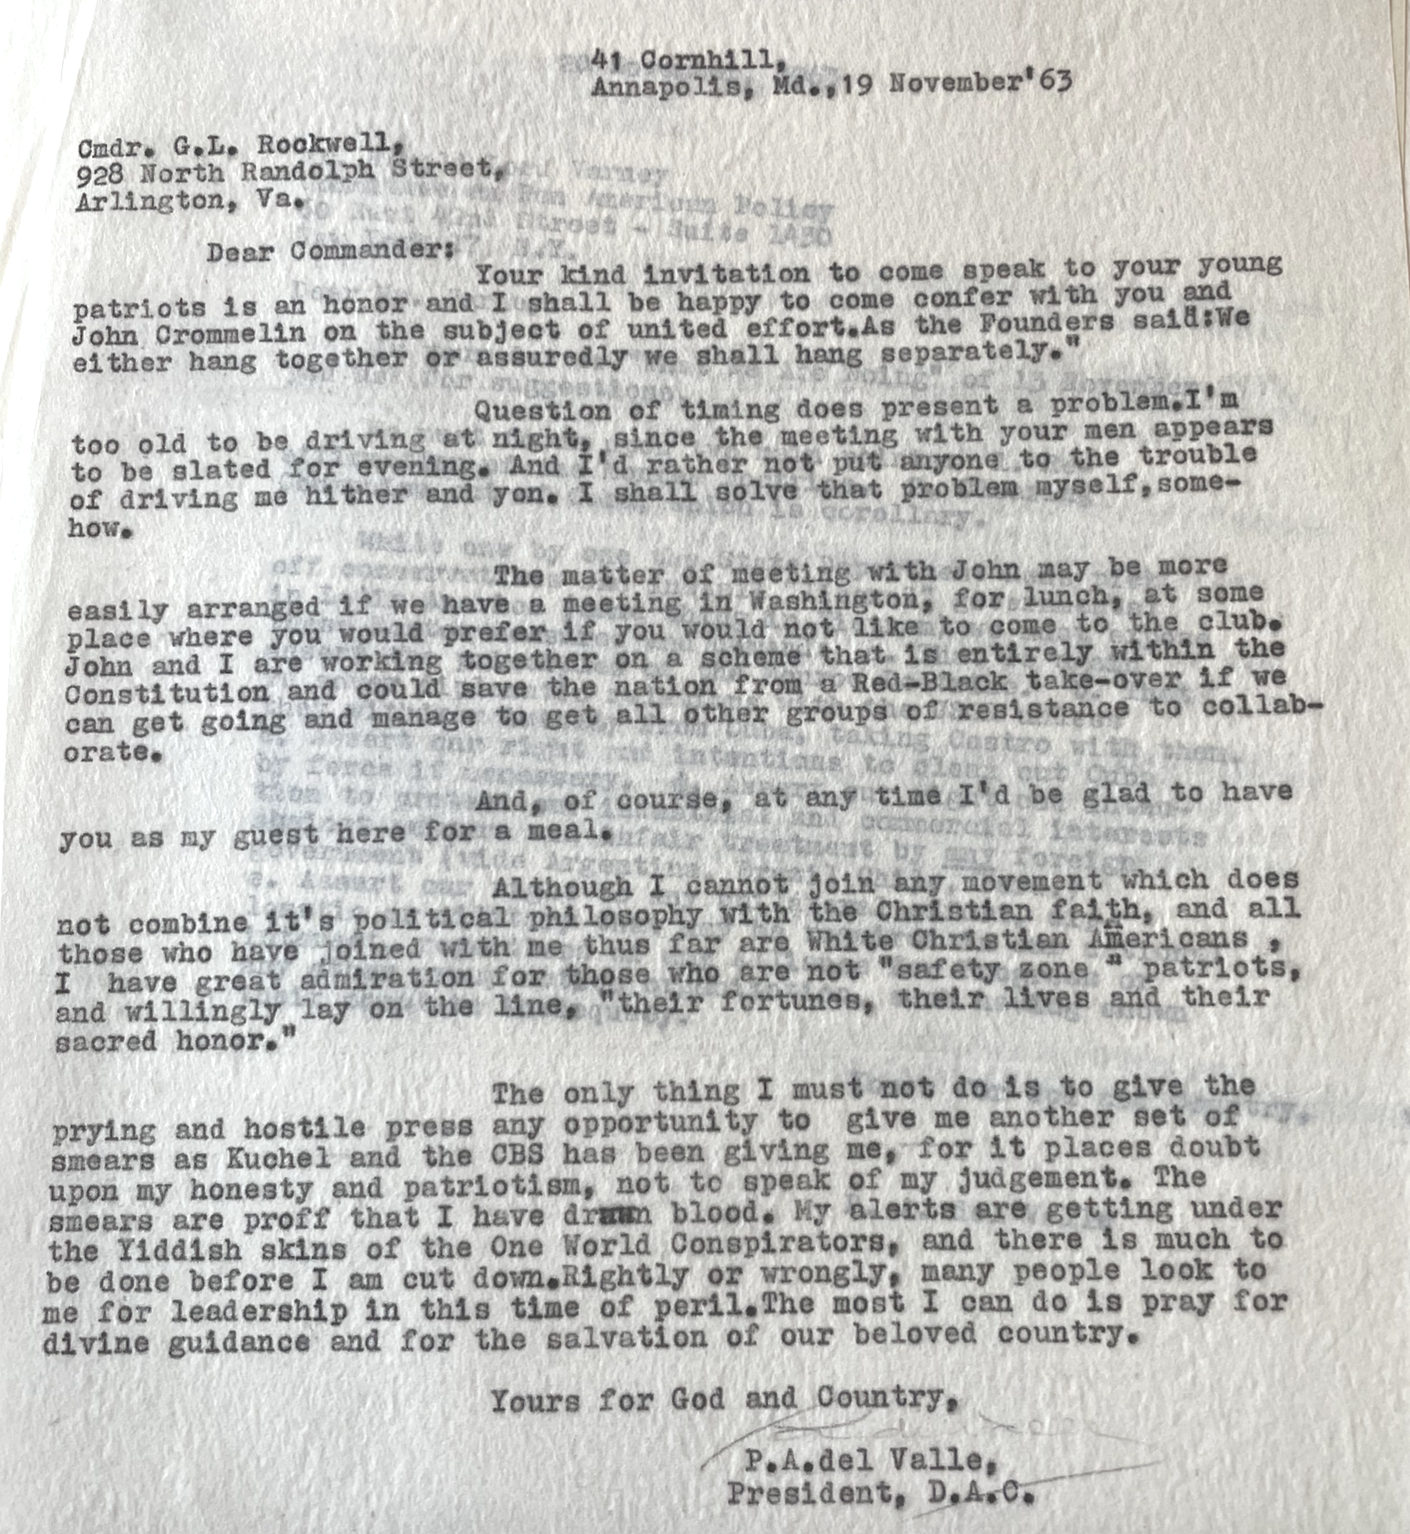 41 Cornhill,
Annapolis, Md.,19 November'63
Cmdr. G.L. Rockwell,
928 North Randolph Street,
Arlington, Va.
Dear Commander:
Your kind invitation to come speak to your young
patriots is an honor and I shall be happy to come confer with you and
John Crommelin on the subject of united effort.As the Founders said:We
either hang together or assuredly we shall hang separately."
Question of timing does present a problem.I'm
too old to be driving at night, since the meeting with your men appears
to be slated for evening. And I'd rather not put anyone to the trouble
of driving me hither and yon. I shall solve that problem myself,some-
how.
The matter of meeting with John may be more
easily arranged if we have a meeting in Washington, for lunch, at some
place where you would prefer if you would not like to come to the club.
John and I are working together on a scheme that is entirely within the
Constitution and could save the nation from a Red-Black take-over if we
can get going and manage to get all other groups of resistance to collab-
orate.
And, of course, at any time I'd be glad to have
you as my guest here for a meal.
Although I cannot join any movement which does
not combine it's political philosophy with the Christian faith, and all
those who have joined with me thus far are White Christian Americans ,
I have great admiration for those who are not "safety zone " patriots,
and willingly lay on the line, "their fortunes, their lives and their
sacred honor."
The only thing I must not do is to give the
prying and hostile press any opportunity to give me another set of
smears as Kuchel and the CBS has been giving me, for it places doubt
upon my honesty and patriotism, not to speak of my judgement. The
smears are proff that I have drawn blood. My alerts are getting under
the Yiddish skins of the One World Conspirators, and there is much to
be done before I am cut down.Rightly or wrongly, many people look to
me for leadership in this time of peril.The most I can do is pray for
divine guidance and for the salvation of our beloved country.
Yours for God and Country,
P.A.del Valle,
President, D.A.C.